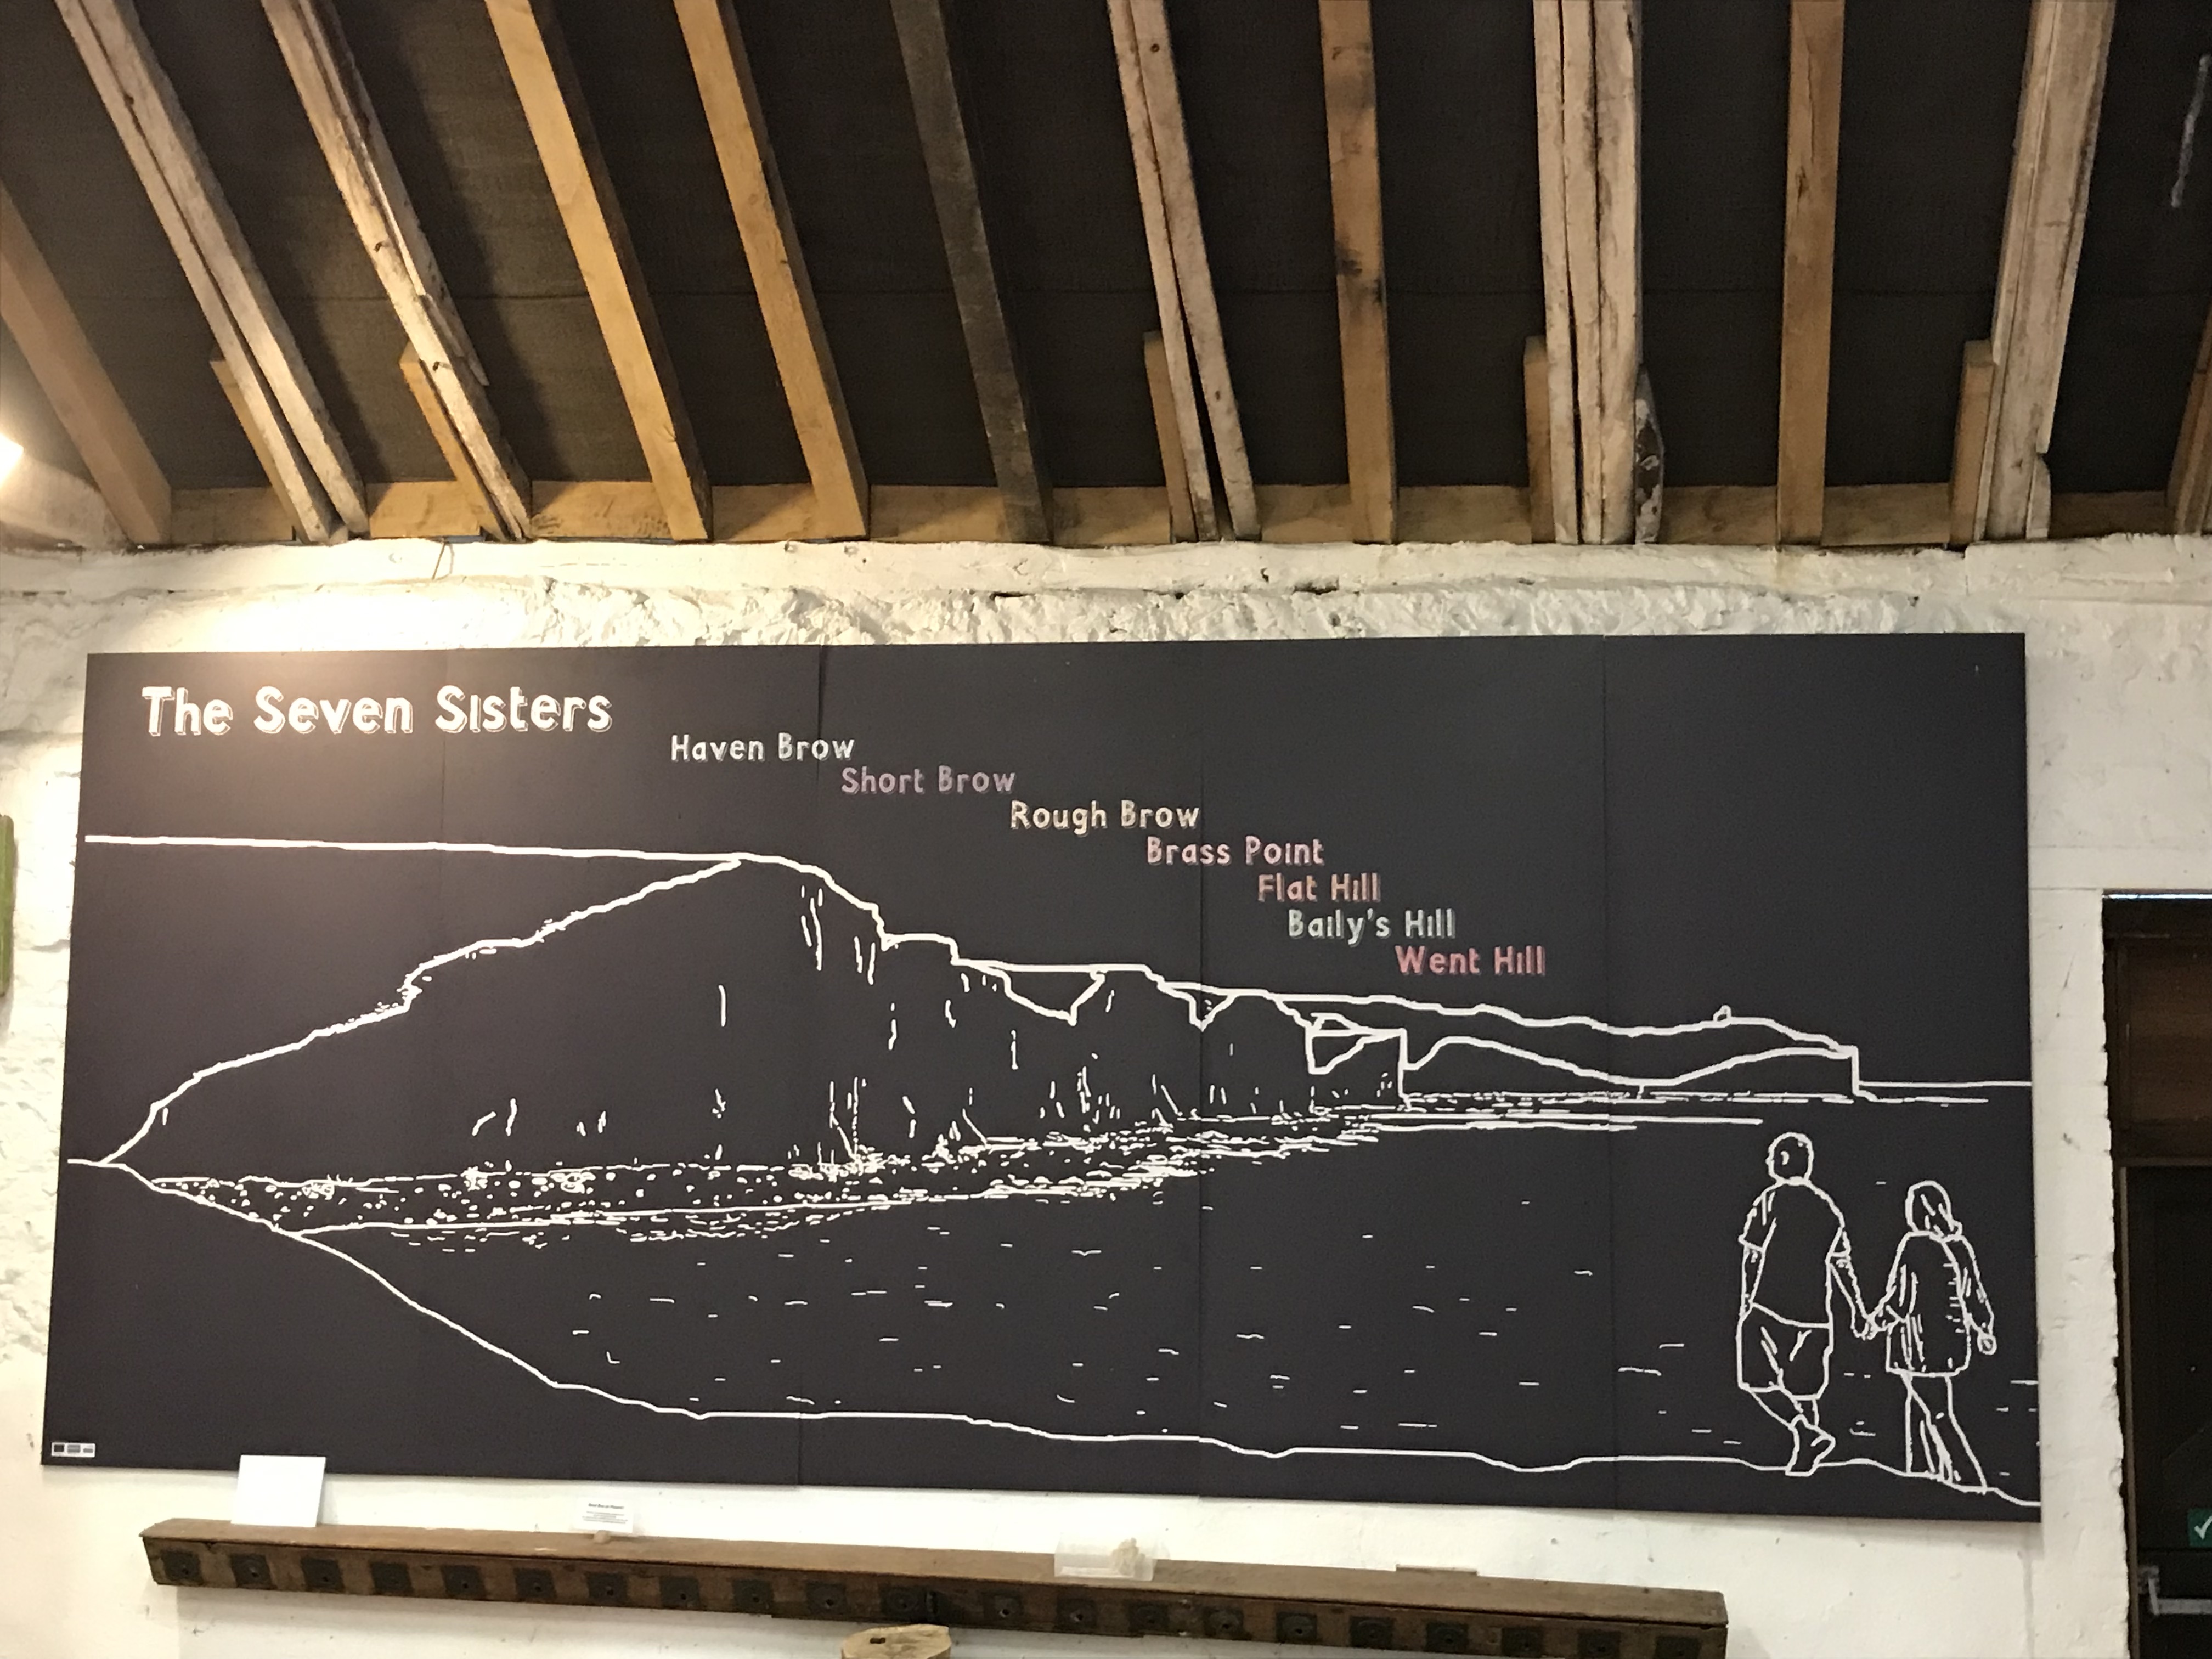 The Seven Sisters
Haven Brow
Short Brow
Rough Brow
Brass Point
Flat Hill
Baily's Hill
Went Hill